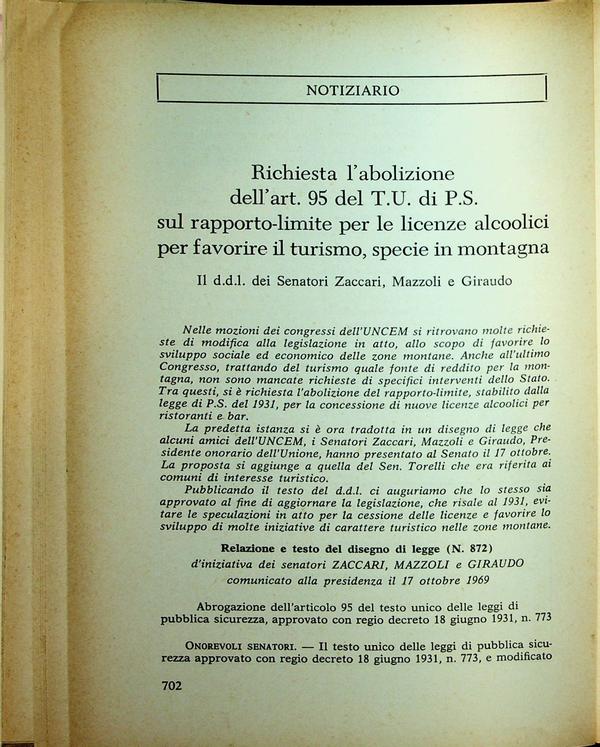 NOTIZIARIO
Richiesta l'abolizione
dell'art. 95 del T.U. di P.S.
sul rapporto-limite per le licenze alcoolici
per favorire il turismo, specie in montagna
Il d.d.l. dei Senatori Zaccari, Mazzoli e Giraudo
Nelle mozioni dei congressi dell'UNCEM si ritrovano molte richie-
ste di modifica alla legislazione in atto, allo scopo di favorire lo
sviluppo sociale ed economico delle zone montane. Anche all'ultimo
Congresso, trattando del turismo quale fonte di reddito per la mon-
tagna, non sono mancate richieste di specifici interventi dello Stato.
Tra questi, si è richiesta l'abolizione del rapporto-limite, stabilito dalla
legge di P.S. del 1931, per la concessione di nuove licenze alcoolici per
ristoranti e bar.
La predetta istanza si è ora tradotta in un disegno di legge che
alcuni amici dell'UNCEM, i Senatori Zaccari, Mazzoli e Giraudo, Pre-
sidente onorario dell'Unione, hanno presentato al Senato il 17 ottobre.
La proposta si aggiunge a quella del Sen. Torelli che era riferita ai
comuni di interesse turistico.
Pubblicando il testo del d.d.l. ci auguriamo che lo stesso sia
approvato al fine di aggiornare la legislazione, che risale al 1931, evi-
tare le speculazioni in atto per la cessione delle licenze e favorire lo
sviluppo di molte iniziative di carattere turistico nelle zone montane.
Relazione e testo del disegno di legge (N. 872)
d'iniziativa dei senatori ZACCARI, MAZZOLI e GIRAUDO
comunicato alla presidenza il 17 ottobre 1969
Abrogazione dell'articolo 95 del testo unico delle leggi di
pubblica sicurezza, approvato con regio decreto 18 giugno 1931, n. 773
ONOREVOLI SENATORI. — Il testo unico delle leggi di pubblica sicu-
rezza approvato con regio decreto 18 giugno 1931, n. 773, e modificato
702